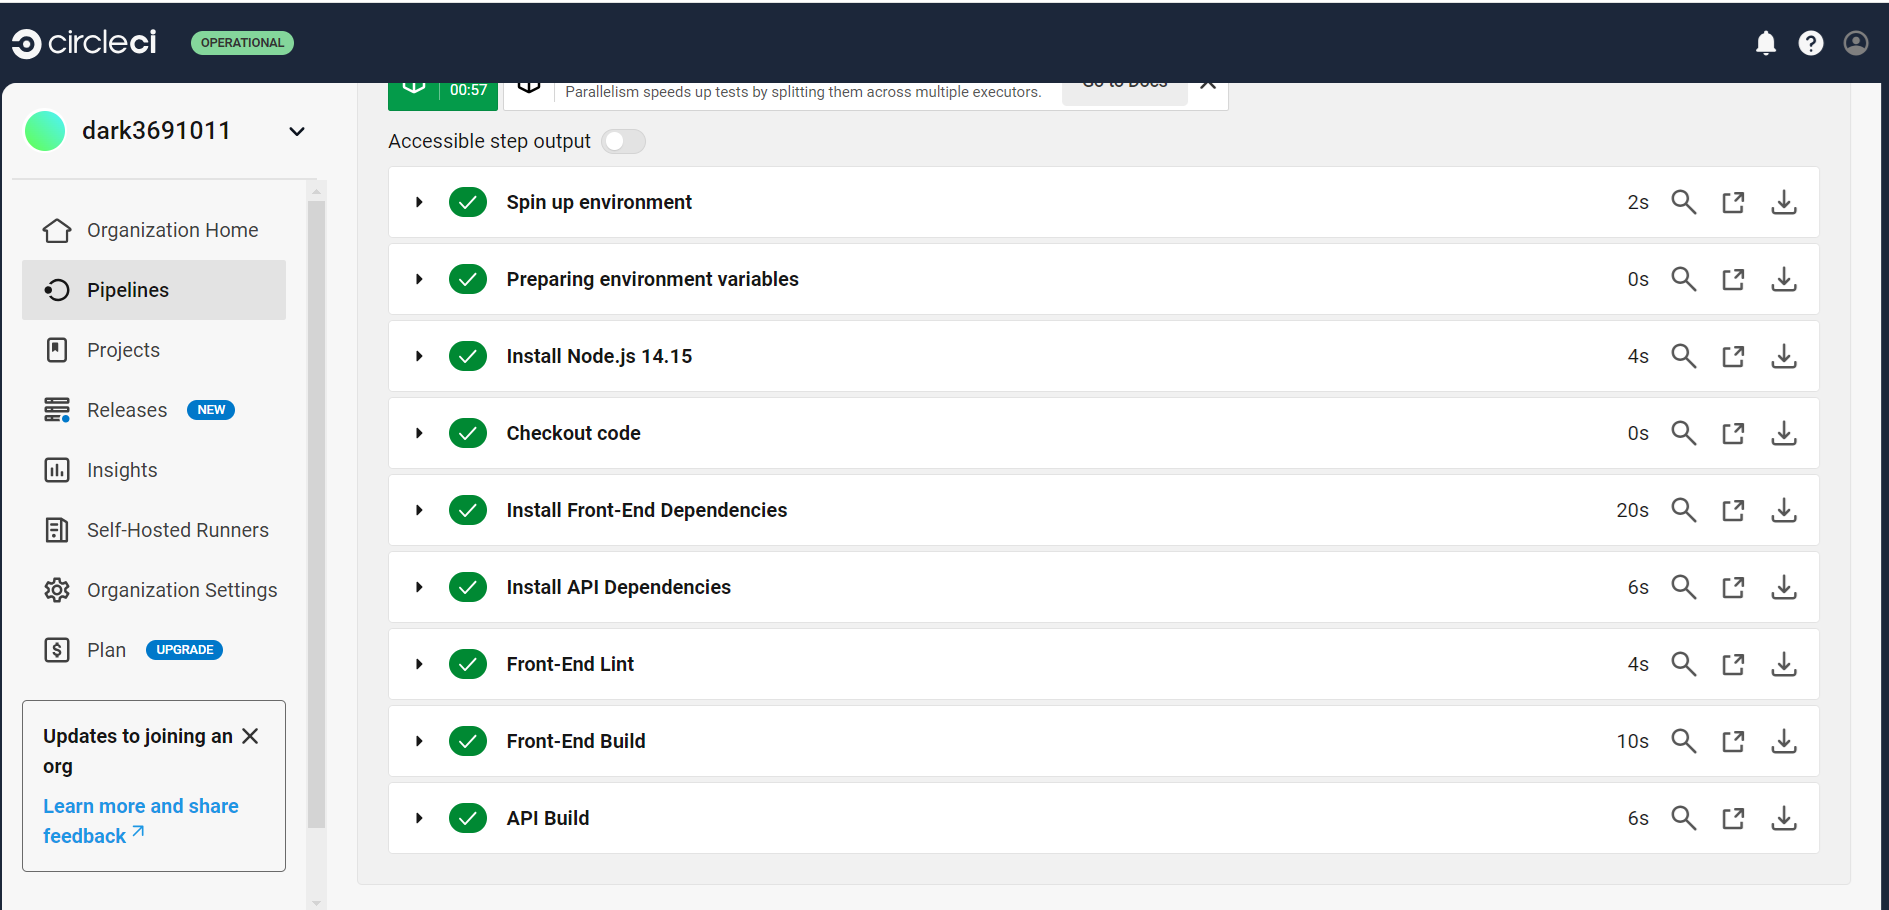 circleci OPERATIONAL
00:57 Parallelism speeds up tests by splitting them across multiple executors. Go to Docs
dark3691011
Accessible step output
Organization Home
Pipelines
Projects
Releases NEW
Insights
Self-Hosted Runners
Organization Settings
Plan UPGRADE
Updates to joining an
org
Learn more and share
feedback
Spin up environment 2s
Preparing environment variables 0s
Install Node.js 14.15 4s
Checkout code 0s
Install Front-End Dependencies 20s
Install API Dependencies 6s
Front-End Lint 4s
Front-End Build 10s
API Build 6s